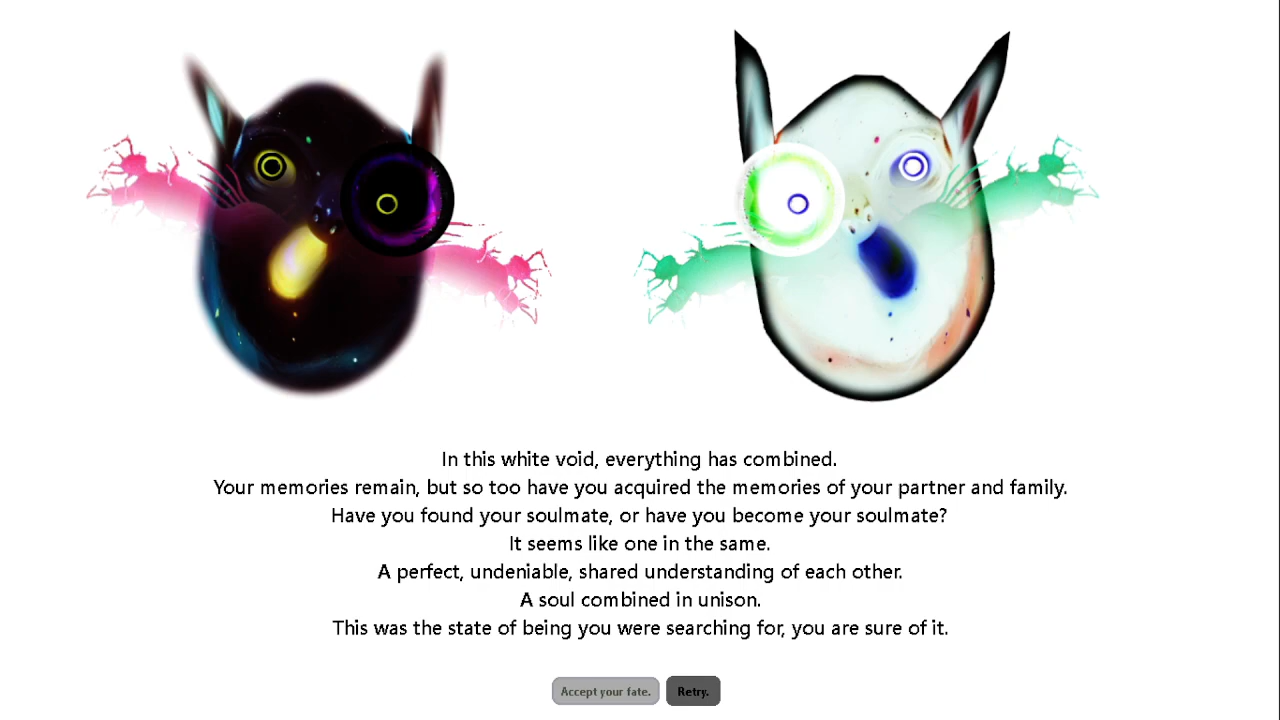 In this white void, everything has combined.
Your memories remain, but so too have you acquired the memories of your partner and family.
Have you found your soulmate, or have you become your soulmate?
It seems like one in the same.
A perfect, undeniable, shared understanding of each other.
A soul combined in unison.
This was the state of being you were searching for, you are sure of it.
Accept your fate. Retry.